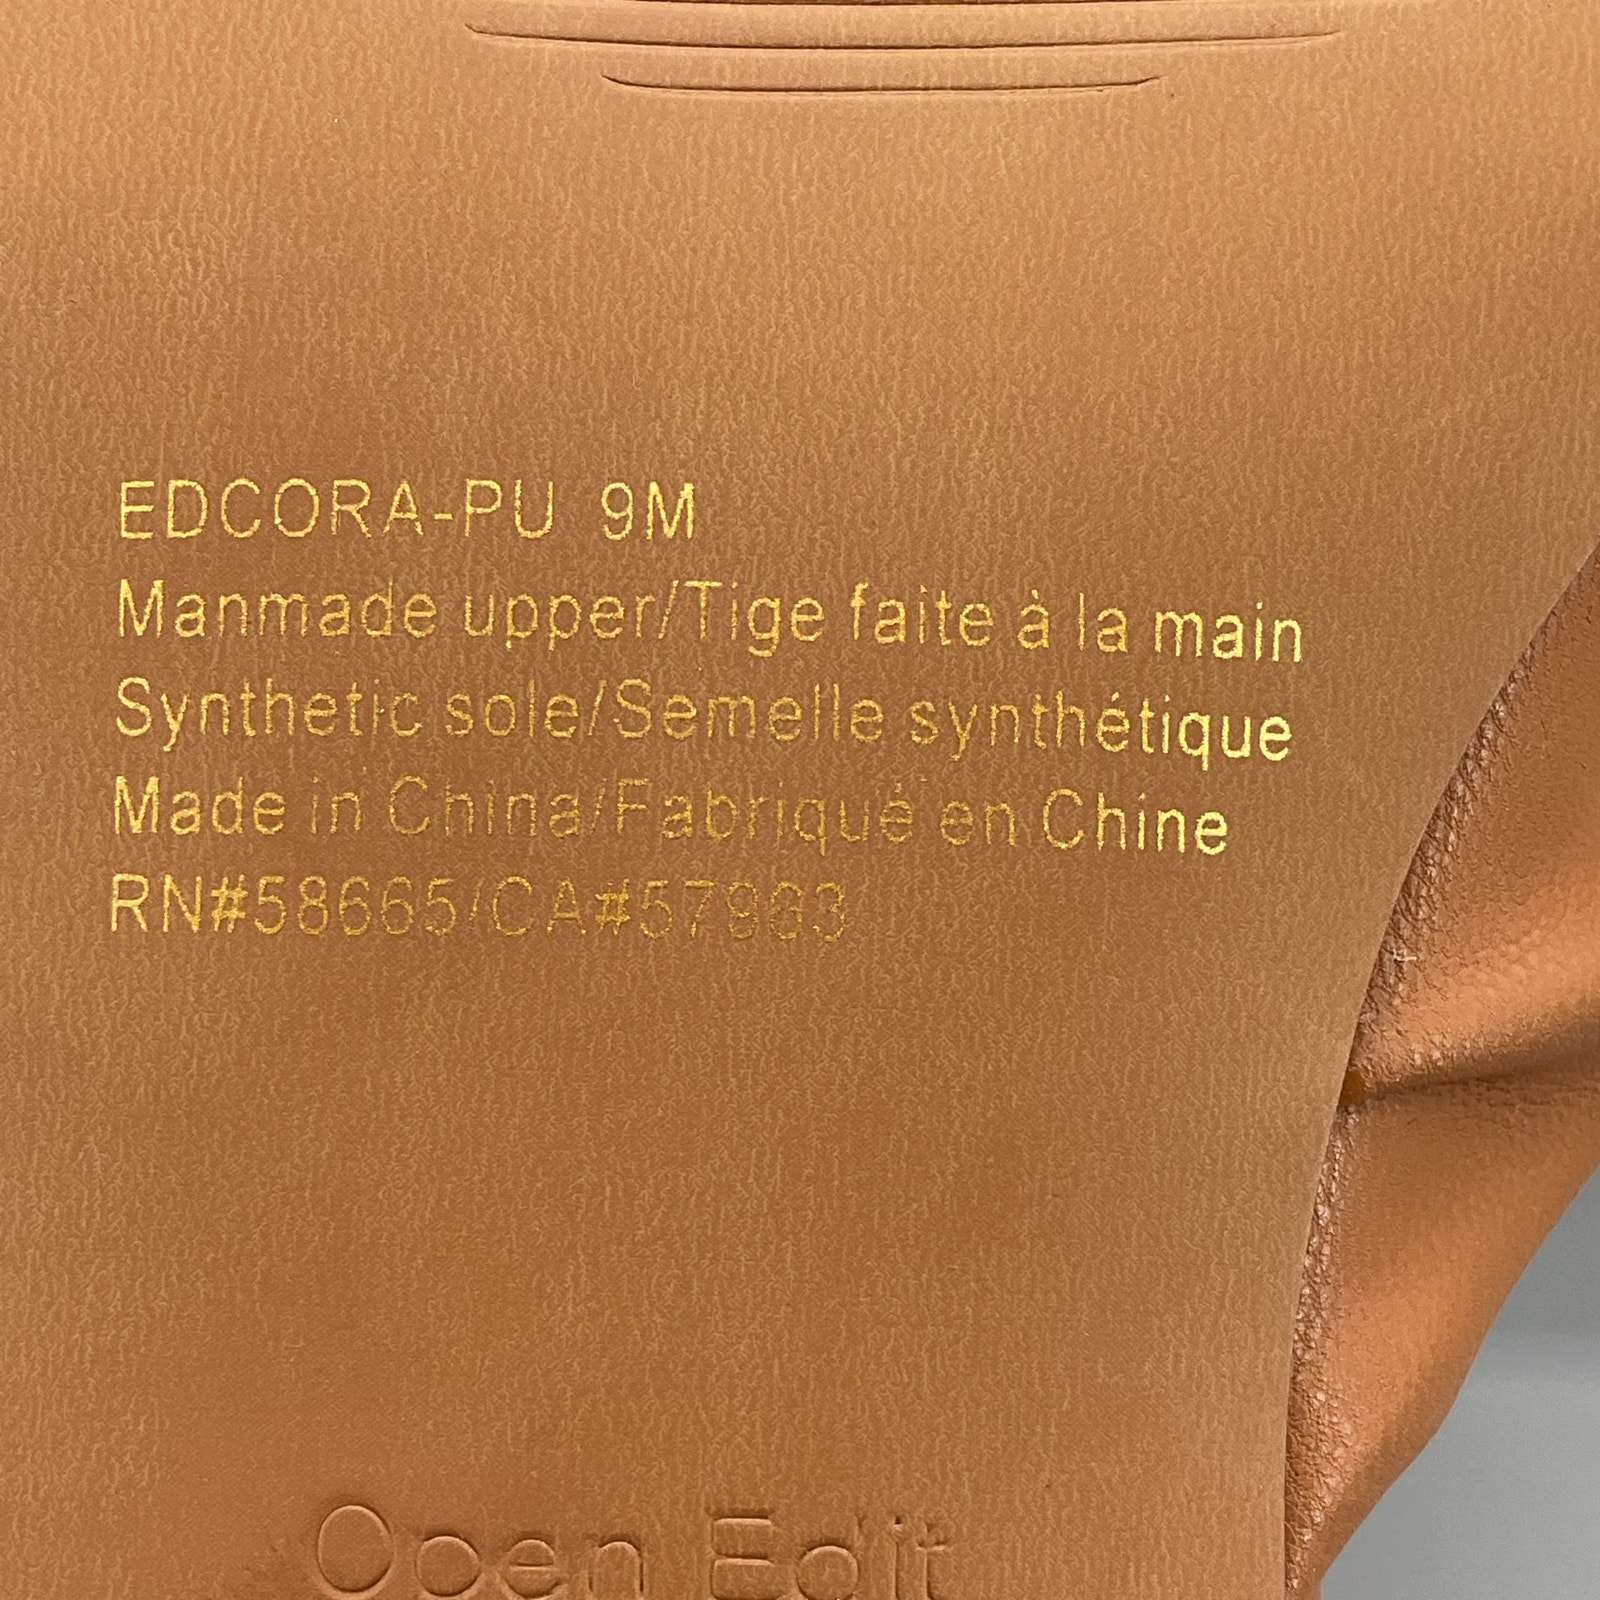 EDCORA-PU 9M
Manmade upper/Tige faite à la main
Synthetic sole/Semelle synthétique
Made in China/Fabriqué en Chine
RN#58665/CA#57963
Open Edit